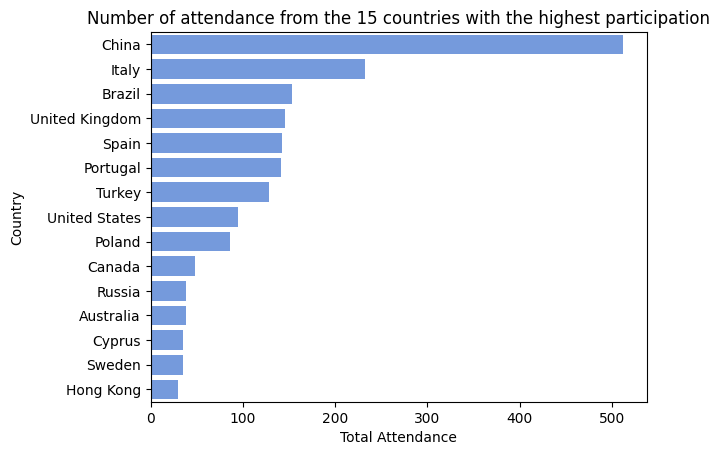 Number of attendance from the 15 countries with the highest participation
China
Italy
Brazil
United Kingdom
Spain
Portugal
Turkey
United States
Poland
Canada
Russia
Australia
Cyprus
Sweden
Hong Kong
Country
0 100 200 300 400 500
Total Attendance